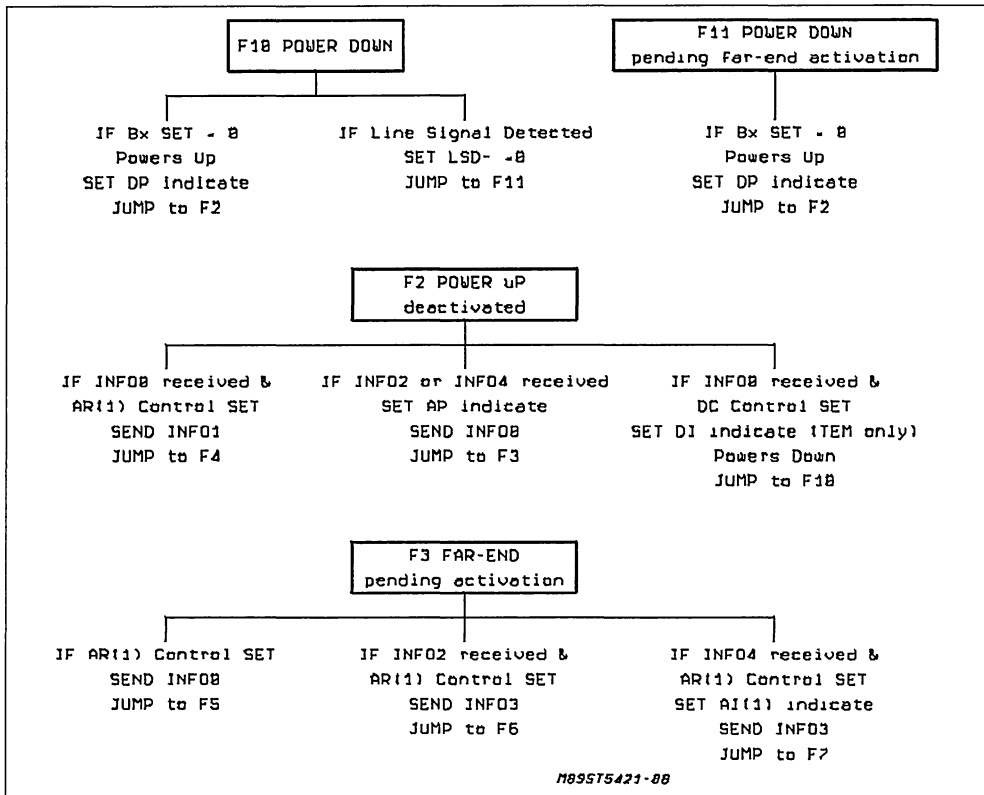 F10 POWER DOWN
F11 POWER DOWN
pending far-end activation
IF Bx SET = 0
Powers Up
SET DP indicate
JUMP to F2
IF Line Signal Detected
SET LSD- =0
JUMP to F11
IF Bx SET = 0
Powers Up
SET DP indicate
JUMP to F2
F2 POWER uP
deactivated
IF INFO0 received &
AR(1) Control SET
SEND INFO1
JUMP to F4
IF INFO2 or INFO4 received
SET AP indicate
SEND INFO0
JUMP to F3
IF INFO0 received &
DC Control SET
SET DI indicate (TEM only)
Powers Down
JUMP to F10
F3 FAR-END
pending activation
IF AR(1) Control SET
SEND INFO0
JUMP to F5
IF INFO2 received &
AR(1) Control SET
SEND INFO3
JUMP to F6
IF INFO4 received &
AR(1) Control SET
SET AI(1) indicate
SEND INFO3
JUMP to F7
M89ST5421-08